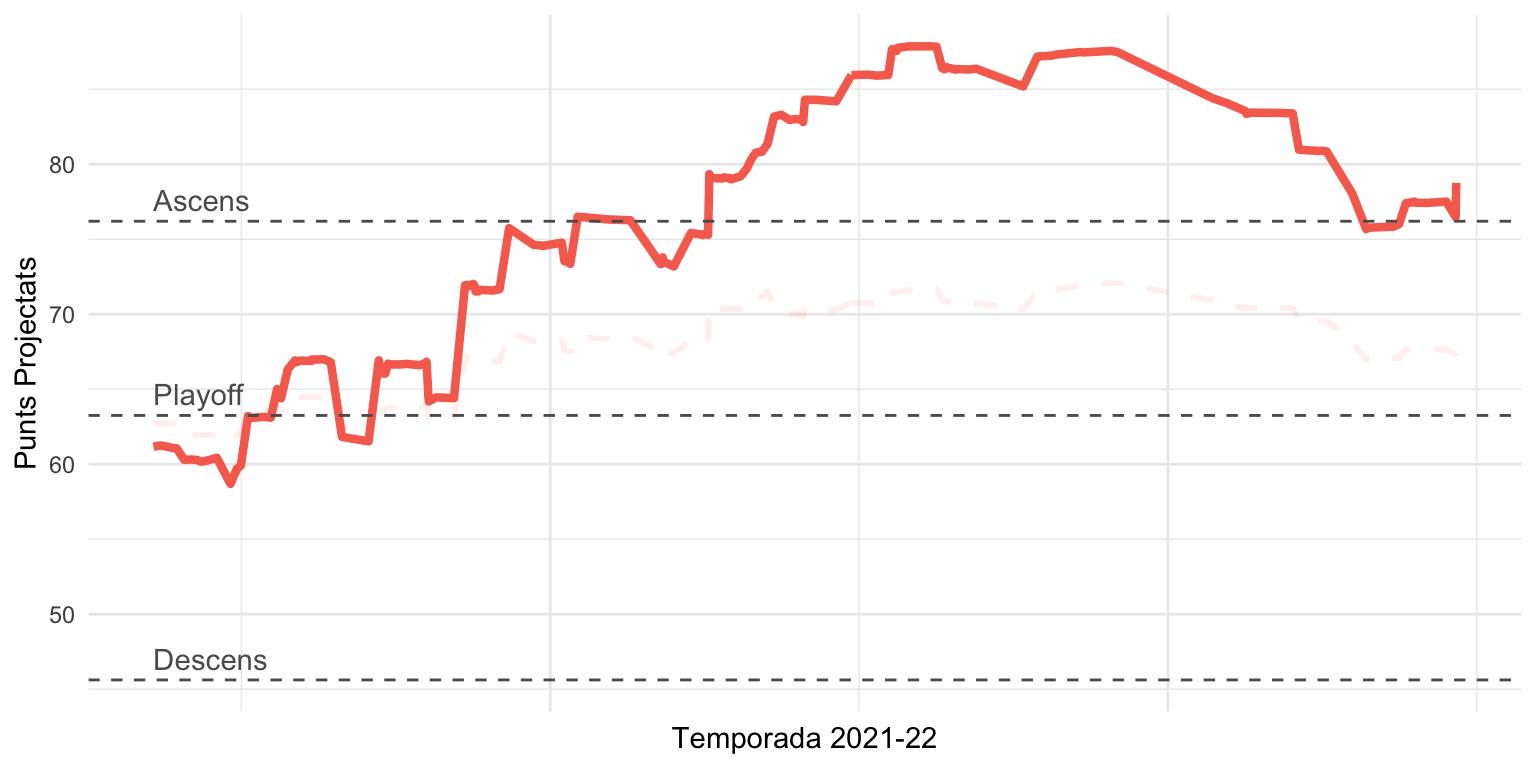 80
Ascens
70
Playoff
60
50
Descens
Punts Projectats
Temporada 2021-22